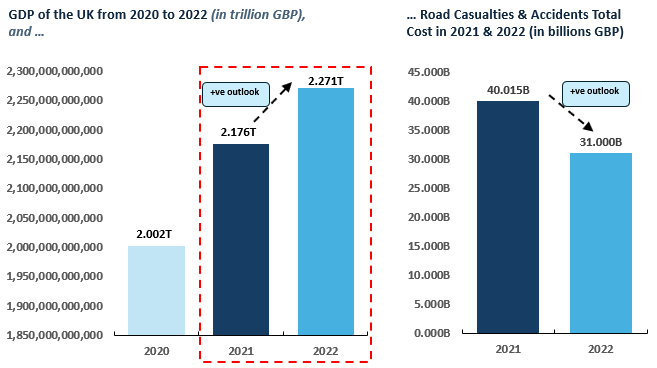 GDP of the UK from 2020 to 2022 (in trillion GBP),
and …
2,300,000,000,000
2,250,000,000,000
2,200,000,000,000
2,150,000,000,000
2,100,000,000,000
2,050,000,000,000
2,000,000,000,000
1,950,000,000,000
1,900,000,000,000
1,850,000,000,000
+ve outlook
2.002T
2.176T
2.271T
2020
2021
2022
… Road Casualties & Accidents Total
Cost in 2021 & 2022 (in billions GBP)
45.000B
40.000B
35.000B
30.000B
25.000B
20.000B
15.000B
10.000B
5.000B
0.000B
40.015B
+ve outlook
31.000B
2021
2022